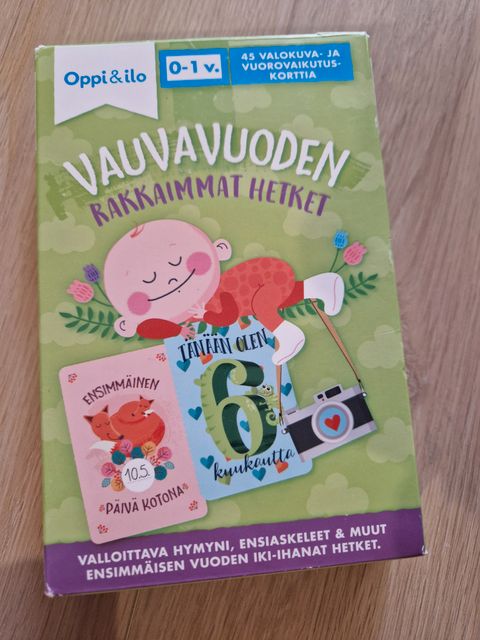 Oppi&ilo
0-1 v.
45 VALOKUVA- JA
VUOROVAIKUTUS-
KORTTIA
VAUVAVUODEN
RAKKAIMMAT HETKET
ENSIMMÄINEN
10.5.
PÄIVÄ KOTONA
TÄNÄÄN OLEN
6
kuukautta
VALLOITTAVA HYMYNI, ENSIASKELEET & MUUT
ENSIMMÄISEN VUODEN IKI-IHANAT HETKET.